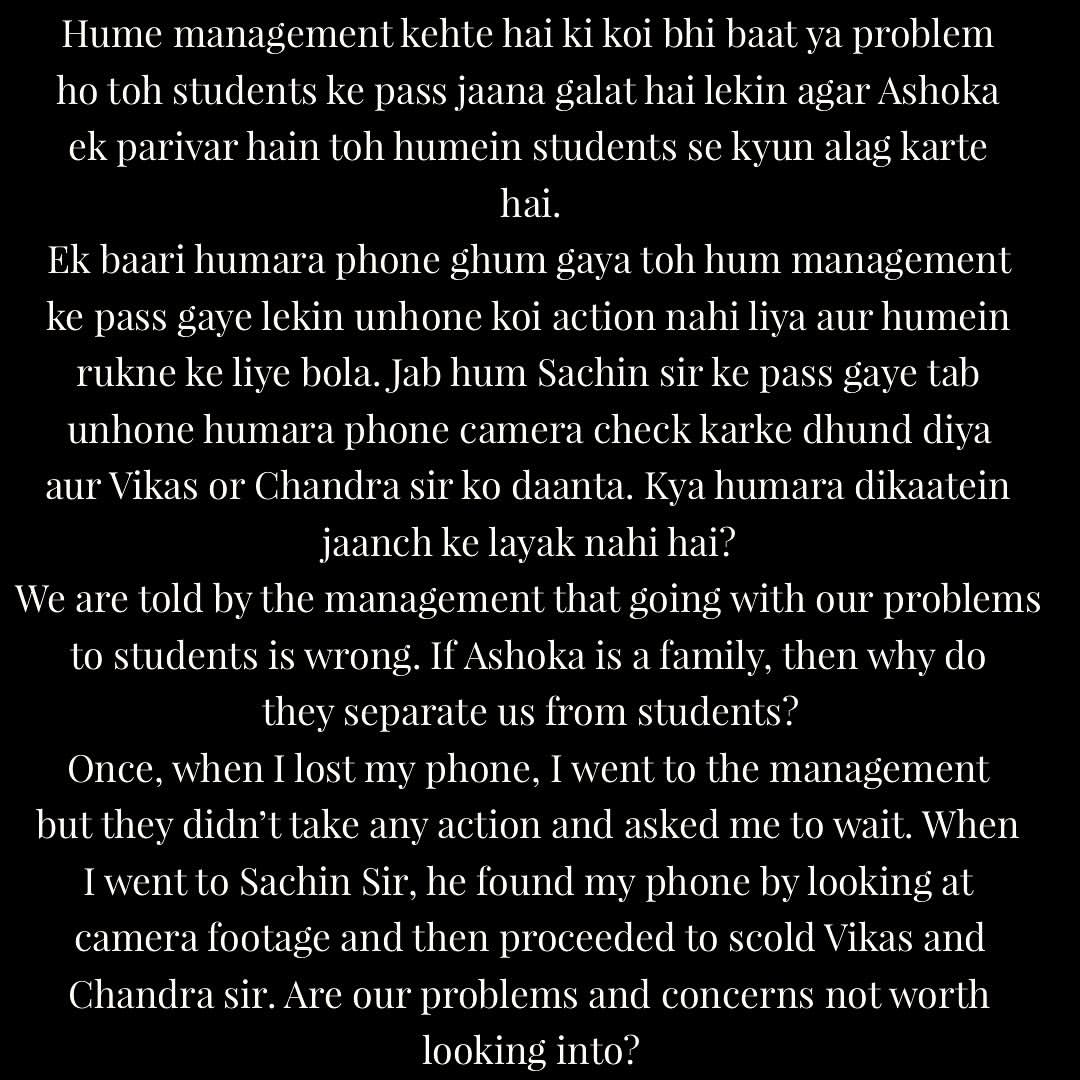 Hume management kehte hai ki koi bhi baat ya problem
ho toh students ke pass jaana galat hai lekin agar Ashoka
ek parivar hain toh humein students se kyun alag karte
hai.
Ek baari humara phone ghum gaya toh hum management
ke pass gaye lekin unhone koi action nahi liya aur humein
rukne ke liye bola. Jab hum Sachin sir ke pass gaye tab
unhone humara phone camera check karke dhund diya
aur Vikas or Chandra sir ko daanta. Kya humara dikaatein
jaanch ke layak nahi hai?
We are told by the management that going with our problems
to students is wrong. If Ashoka is a family, then why do
they separate us from students?
Once, when I lost my phone, I went to the management
but they didn’t take any action and asked me to wait. When
I went to Sachin Sir, he found my phone by looking at
camera footage and then proceeded to scold Vikas and
Chandra sir. Are our problems and concerns not worth
looking into?